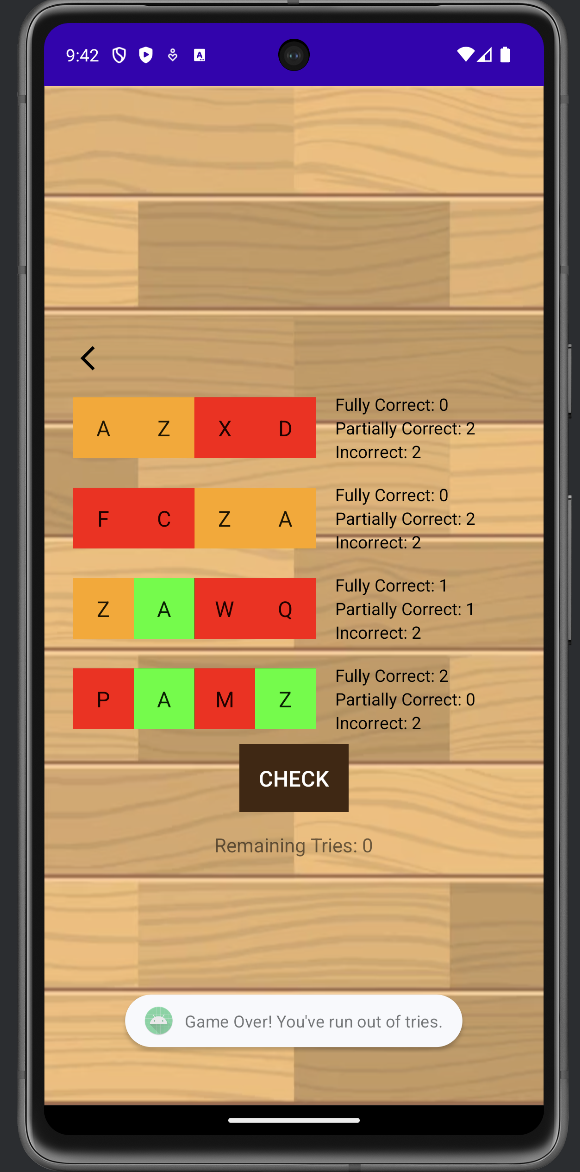 9:42
A Z X D
Fully Correct: 0
Partially Correct: 2
Incorrect: 2
F C Z A
Fully Correct: 0
Partially Correct: 2
Incorrect: 2
Z A W Q
Fully Correct: 1
Partially Correct: 1
Incorrect: 2
P A M Z
Fully Correct: 2
Partially Correct: 0
Incorrect: 2
CHECK
Remaining Tries: 0
Game Over! You've run out of tries.